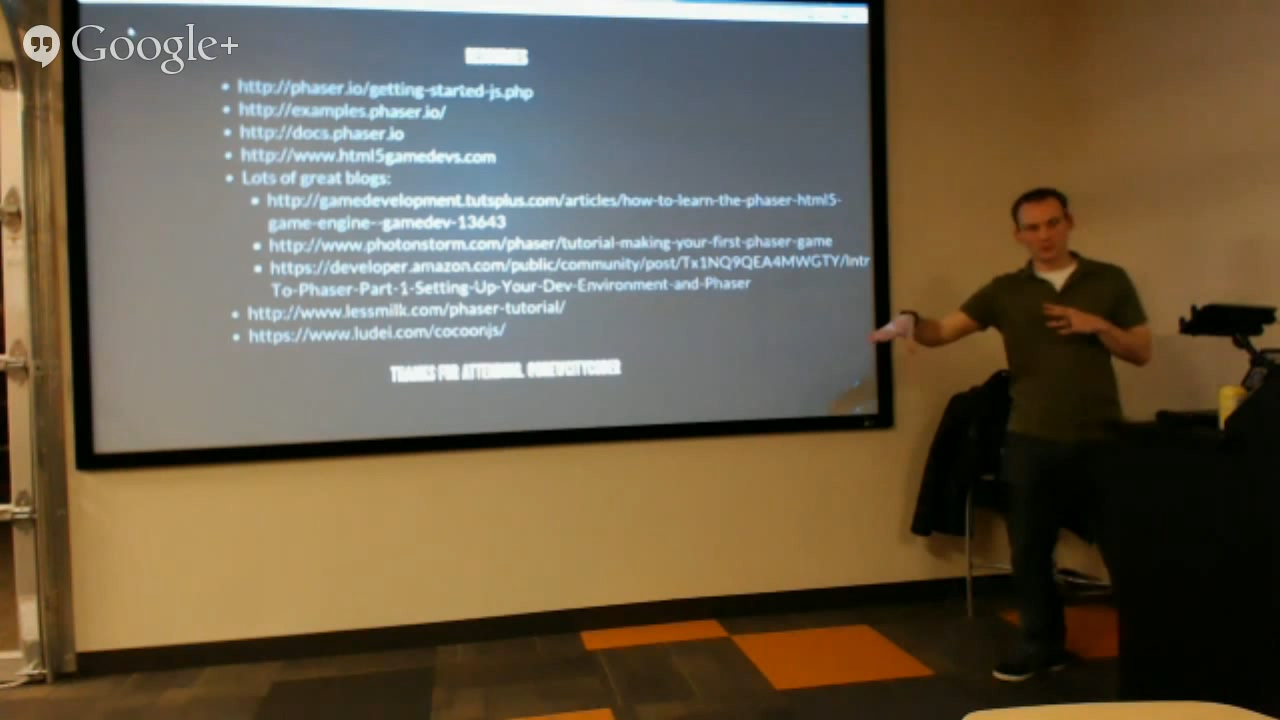 Google+
RESOURCES
http://phaser.io/getting-started-js.php
http://examples.phaser.io/
http://docs.phaser.io
http://www.html5gamedevs.com
Lots of great blogs:
http://gamedevelopment.tutsplus.com/articles/how-to-learn-the-phaser-html5-
game-engine--gamedev-13643
http://www.photonstorm.com/phaser/tutorial-making-your-first-phaser-game
https://developer.amazon.com/public/community/post/Tx1NQ9QEA4MWGTY/Intr
To-Phaser-Part-1-Setting-Up-Your-Dev-Environment-and-Phaser
http://www.lessmilk.com/phaser-tutorial/
https://www.ludei.com/cocoonjs/
THANKS FOR ATTENDING.